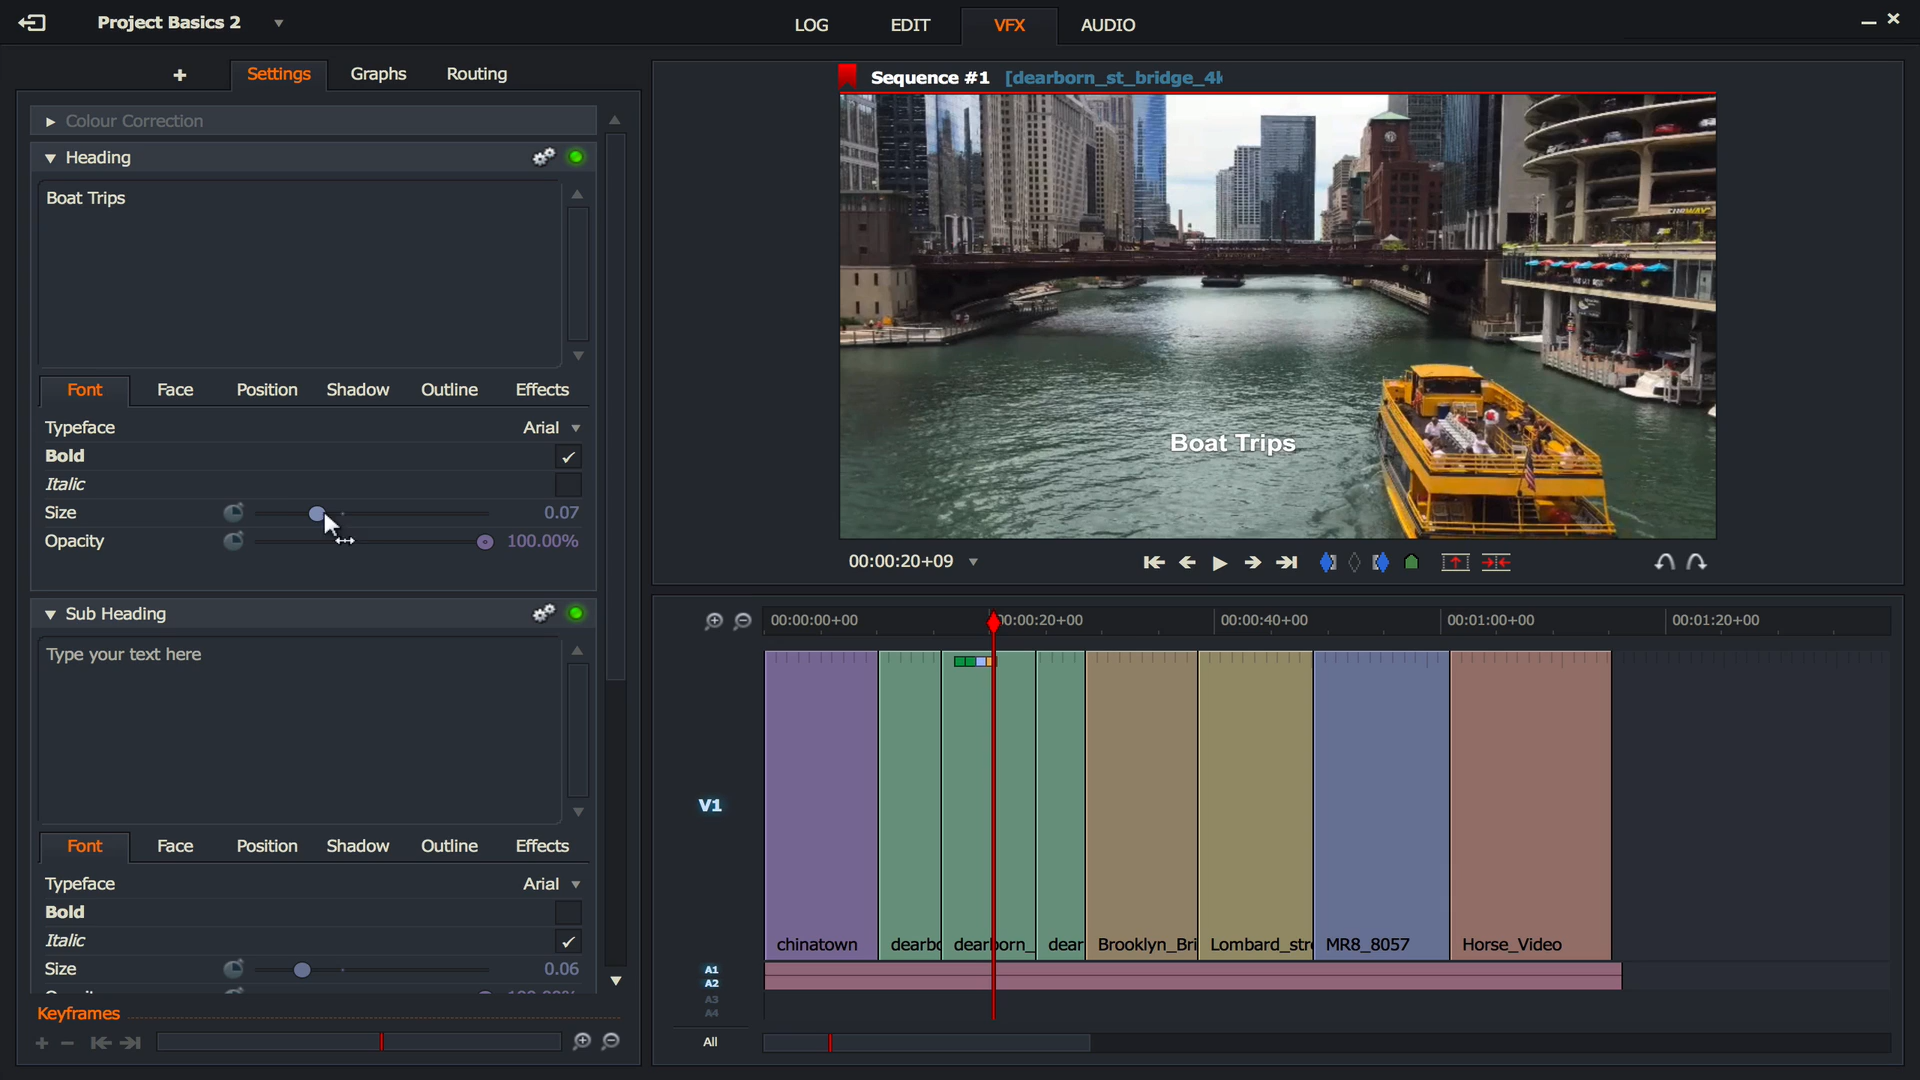 Project Basics 2
LOG EDIT VFX AUDIO
+ Settings Graphs Routing
Sequence #1 [dearborn_st_bridge_4k
Colour Correction
Heading
Boat Trips
Font Face Position Shadow Outline Effects
Typeface Arial
Bold
Italic
Size 0.07
Opacity 100.00%
Sub Heading
Type your text here
Font Face Position Shadow Outline Effects
Typeface Arial
Bold
Italic
Size 0.06
Keyframes
SUBWAY
Boat Trips
00:00:20+09
00:00:00+00 00:00:20+00 00:00:40+00 00:01:00+00 00:01:20+00
V1
chinatown dearbo dearborn_ dear Brooklyn_Bri Lombard_stre MR8_8057 Horse_Video
A1
A2
A3
A4
All